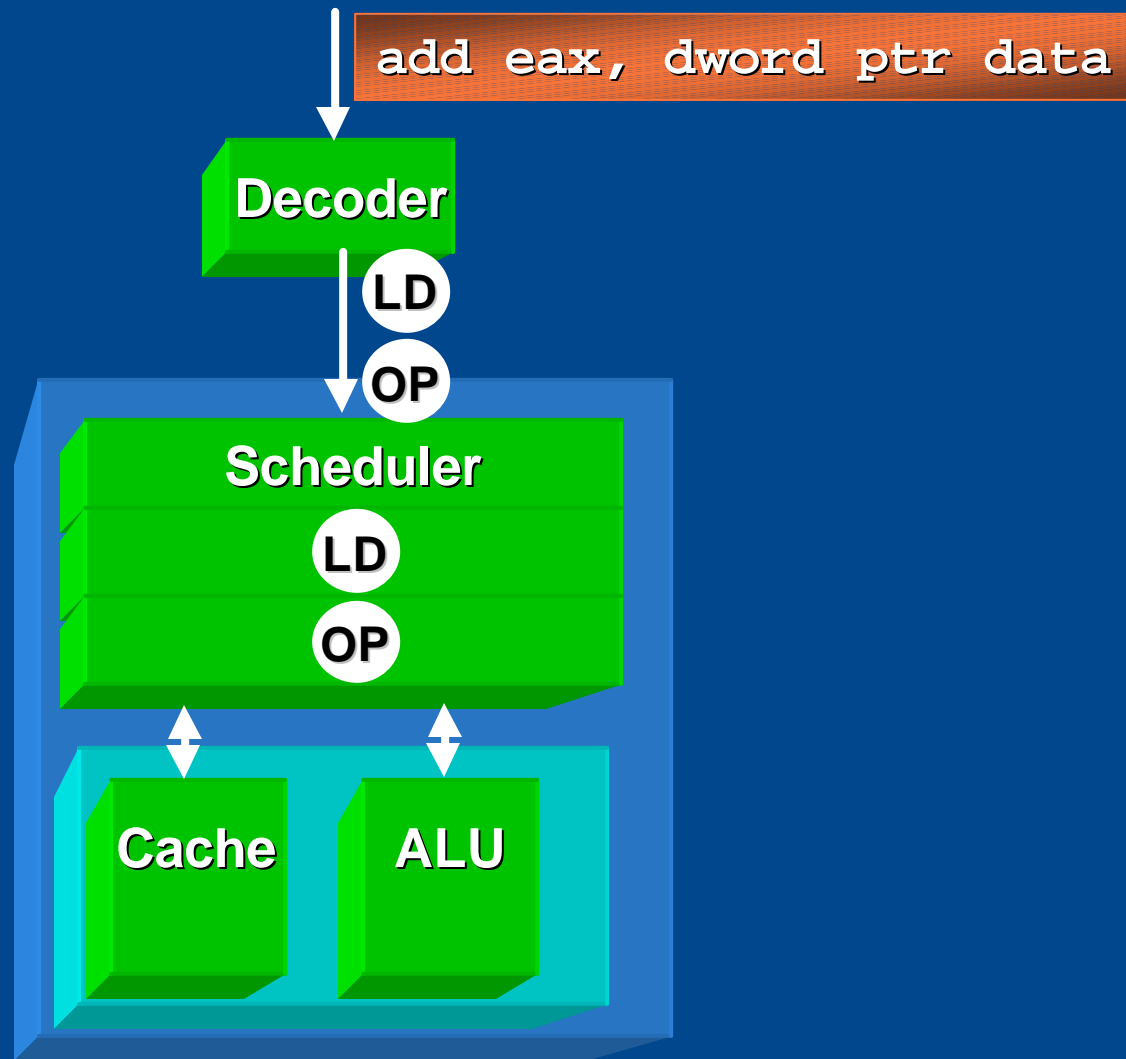 add eax, dword ptr data
Decoder
LD
OP
Scheduler
LD
OP
Cache
ALU